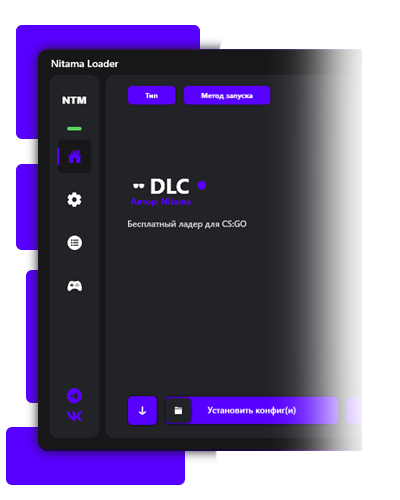 Nitama Loader
NTM
Тип
Метод запуска
DLC
Автор: Nitama
Бесплатный ладер для CS:GO
Установить конфиг(и)